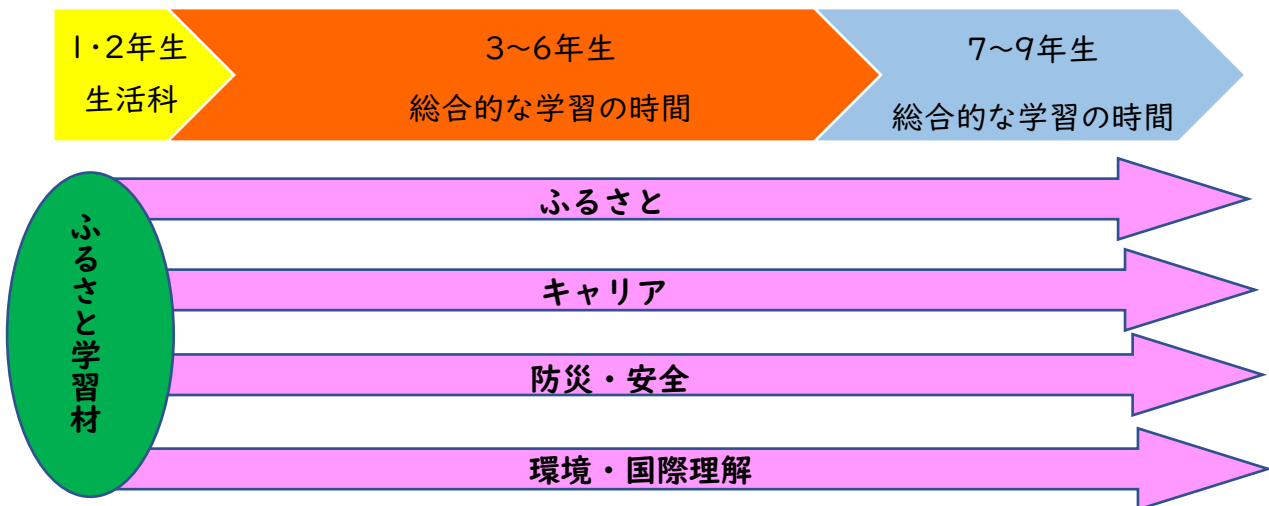 1・2年生
生活科
3～6年生
総合的な学習の時間
7～9年生
総合的な学習の時間
ふるさと学習材
ふるさと
キャリア
防災・安全
環境・国際理解